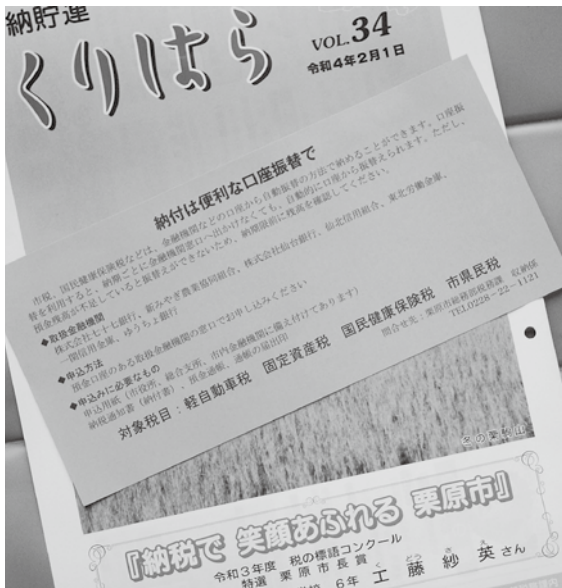 納貯連
くりはら
VOL.34
令和4年2月1日
納付は便利な口座振替で
市税、国民健康保険税などは、金融機関などの口座から自動振替の方法で納めることができます。口座振
替を利用すると、納期ごとに金融機関窓口へ出かけなくても、自動的に口座から振替えられます。ただし、
預金残高が不足していると振替えができないため、納期限前に残高を確認してください。
◆取扱金融機関
株式会社七十七銀行、新みやぎ農業協同組合、株式会社仙台銀行、仙北信用組合、東北労働金庫、
一関信用金庫、ゆうちょ銀行
◆申込方法
預金口座のある取扱金融機関の窓口でお申し込みください
◆申込みに必要なもの
申込用紙（市役所、総合支所、市内金融機関に備え付けてあります）
納税通知書（納付書）、預金通帳、通帳の届出印
対象税目：軽自動車税 固定資産税 国民健康保険税 市県民税
問合せ先：栗原市総務部税務課 収納係
TEL0228-22-1121
冬の栗駒山
『納税で 笑顔あふれる 栗原市』
令和3年度 税の標語コンクール
特選 栗原市長賞
6年 工藤 紗英さん